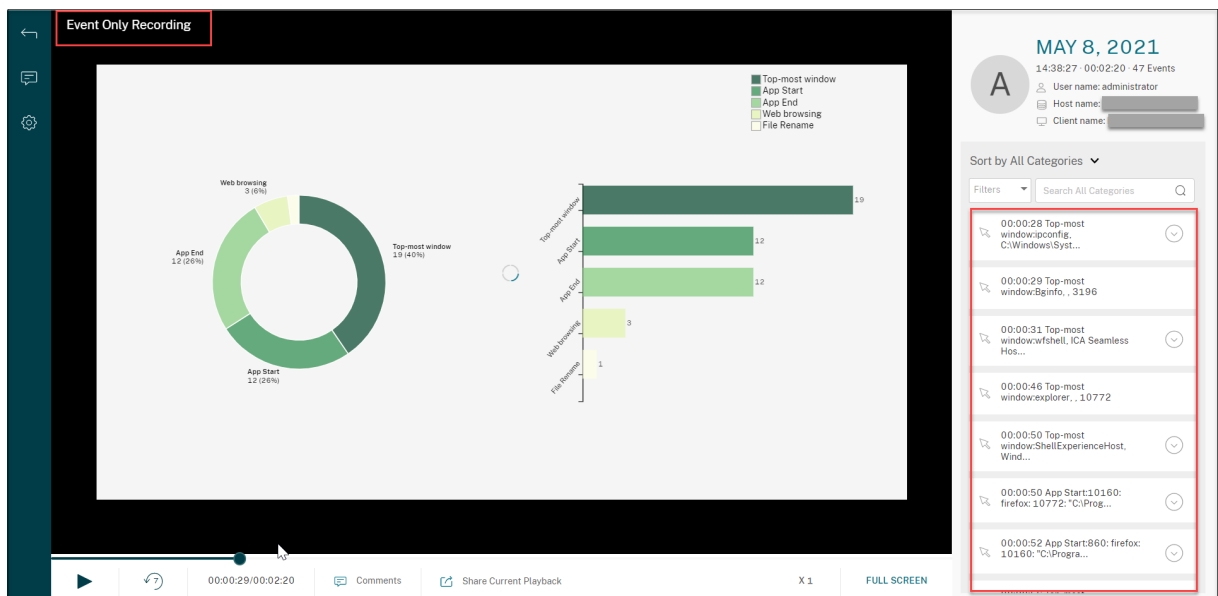 Event Only Recording
Top-most window
App Start
App End
Web browsing
File Rename
Web browsing
3 (6%)
App End
12 (26%)
Top-most window
19 (40%)
App Start
12 (26%)
Top-most window
19
App Start
12
App End
12
Web browsing
3
File Rename
1
7
00:00:29/00:02:20
Comments
Share Current Playback
X 1
FULL SCREEN
A
MAY 8, 2021
14:38:27 · 00:02:20 · 47 Events
User name: administrator
Host name:
Client name:
Sort by All Categories
Filters
Search All Categories
00:00:28 Top-most
window:ipconfig,
C:\Windows\Syst...
00:00:29 Top-most
window:Bginfo, , 3196
00:00:31 Top-most
window:wfshell, ICA Seamless
Hos...
00:00:46 Top-most
window:explorer, , 10772
00:00:50 Top-most
window:ShellExperienceHost,
Wind...
00:00:50 App Start:10160:
firefox: 10772: "C:\Prog...
00:00:52 App Start:860: firefox:
10160: "C:\Progra...